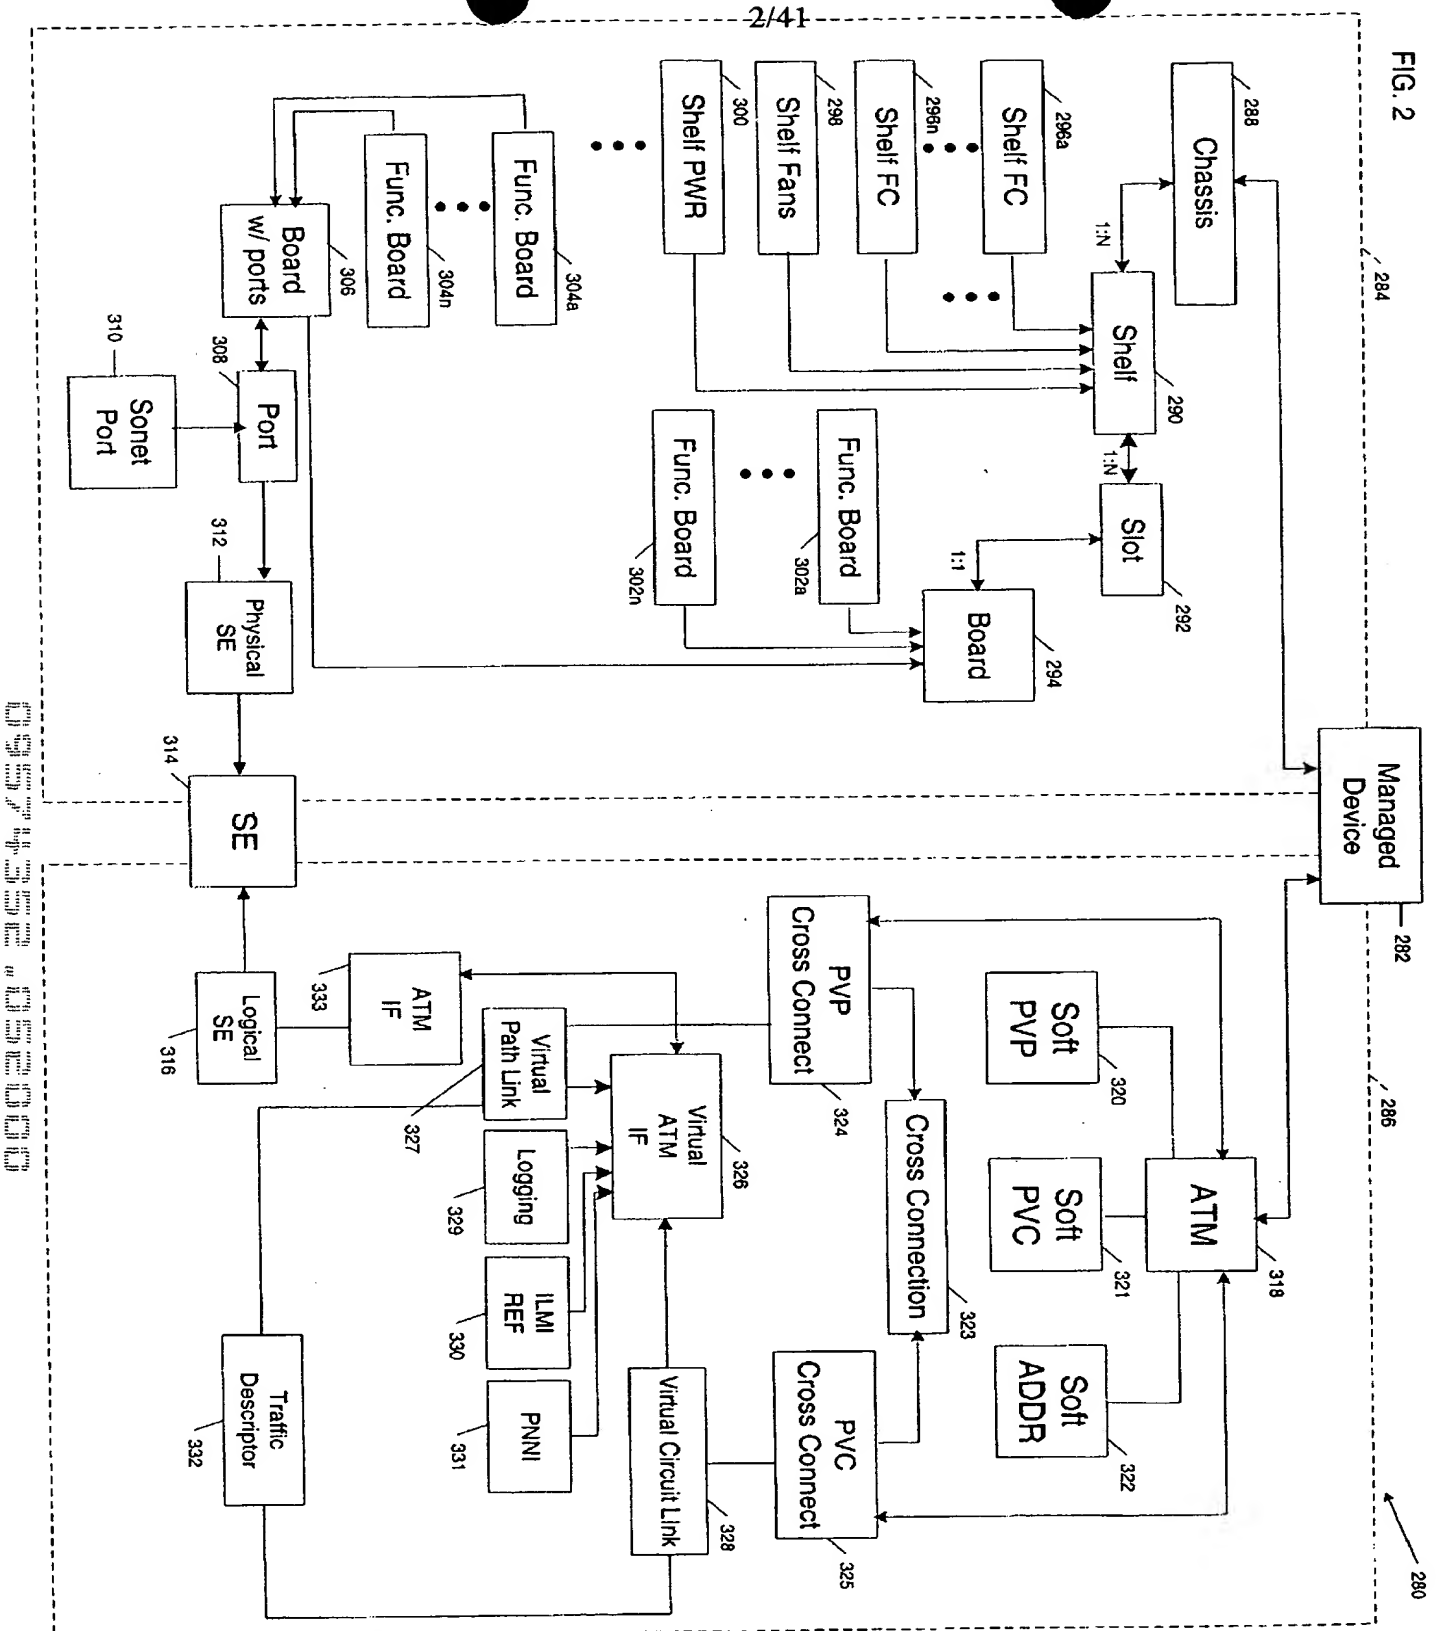 2/41
FIG. 2
280
Managed
Device
282
284
286
288
Chassis
1:N
Shelf
290
1:N
Slot
292
1:1
Board
294
296a
Shelf FC
296n
Shelf FC
298
Shelf Fans
300
Shelf PWR
Func. Board
302a
Func. Board
302n
Func. Board
304a
Func. Board
304n
Board
w/ ports
306
308
Port
310
Sonet
Port
312
Physical
SE
314
SE
316
Logical
SE
ATM
318
Soft
PVP
320
Soft
PVC
321
Soft
ADDR
322
Cross Connection
323
PVP
Cross Connect
324
PVC
Cross Connect
325
Virtual
ATM
IF
326
Virtual
Path Link
327
Virtual Circuit Link
328
Logging
329
ILMI
REF
330
PNNI
331
Traffic
Descriptor
332
ATM
IF
333
09574352 . 052000